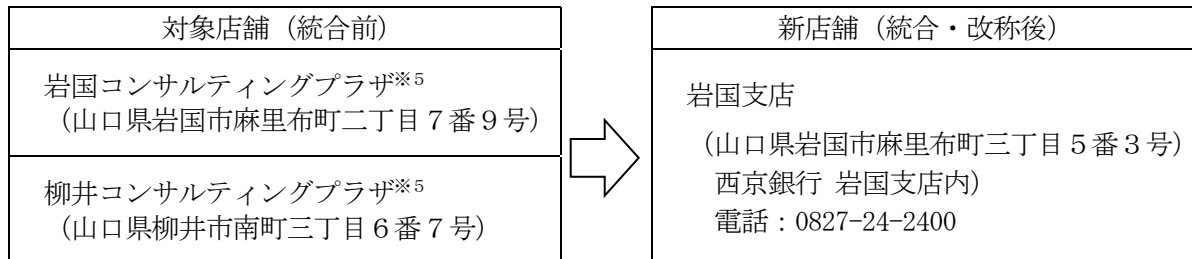 対象店舗（統合前）
岩国コンサルティングプラザ※5
（山口県岩国市麻里布町二丁目７番９号）
柳井コンサルティングプラザ※5
（山口県柳井市南町三丁目６番７号）
新店舗（統合・改称後）
岩国支店
（山口県岩国市麻里布町三丁目５番３号）
西京銀行 岩国支店内）
電話：0827-24-2400